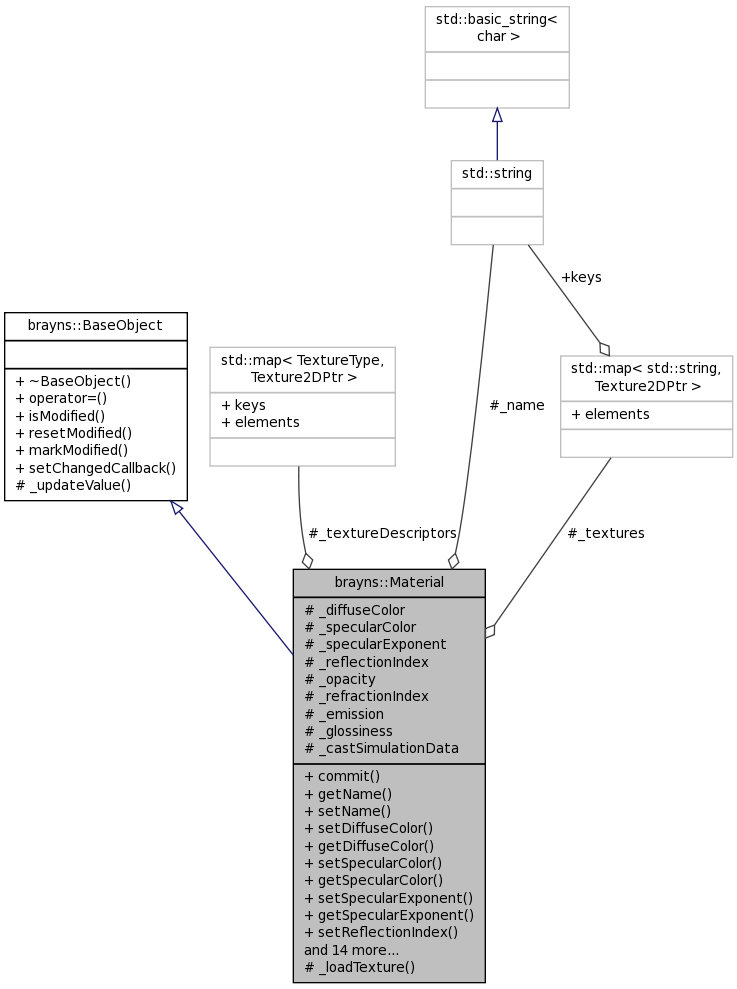 std::basic_string<
char >
std::string
+keys
brayns::BaseObject
+ ~BaseObject()
+ operator=()
+ isModified()
+ resetModified()
+ markModified()
+ setChangedCallback()
# _updateValue()
std::map< TextureType,
Texture2DPtr >
+ keys
+ elements
std::map< std::string,
Texture2DPtr >
+ elements
#_name
#_textureDescriptors
#_textures
brayns::Material
# _diffuseColor
# _specularColor
# _specularExponent
# _reflectionIndex
# _opacity
# _refractionIndex
# _emission
# _glossiness
# _castSimulationData
+ commit()
+ getName()
+ setName()
+ setDiffuseColor()
+ getDiffuseColor()
+ setSpecularColor()
+ getSpecularColor()
+ setSpecularExponent()
+ getSpecularExponent()
+ setReflectionIndex()
and 14 more...
# _loadTexture()